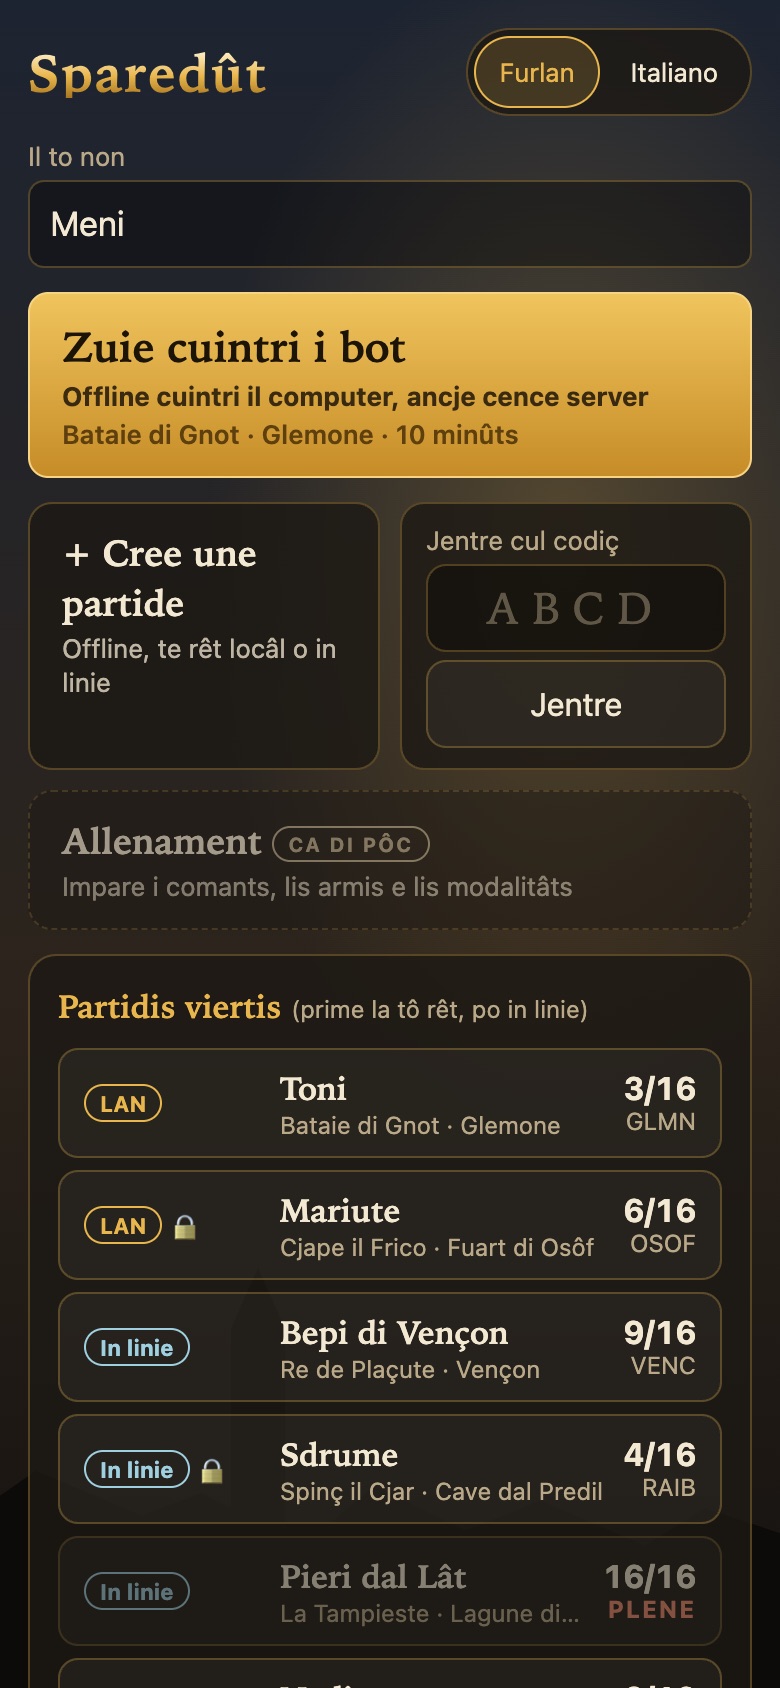 Sparedût
Furlan
Italiano
Il to non
Meni
Zuie cuintri i bot
Offline cuintri il computer, ancje cence server
Bataie di Gnot · Glemone · 10 minûts
+ Cree une
partide
Offline, te rêt locâl o in
linie
Jentre cul codiç
ABCD
Jentre
Allenament CA DI PÔC
Impare i comants, lis armis e lis modalitâts
Partidis viertis (prime la tô rêt, po in linie)
LAN
Toni
Bataie di Gnot · Glemone
3/16
GLMN
LAN
Mariute
Cjape il Frico · Fuart di Osôf
6/16
OSOF
In linie
Bepi di Vençon
Re de Plaçute · Vençon
9/16
VENC
In linie
Sdrume
Spinç il Cjar · Cave dal Predil
4/16
RAIB
In linie
Pieri dal Lât
La Tampieste · Lagune di...
16/16
PLENE